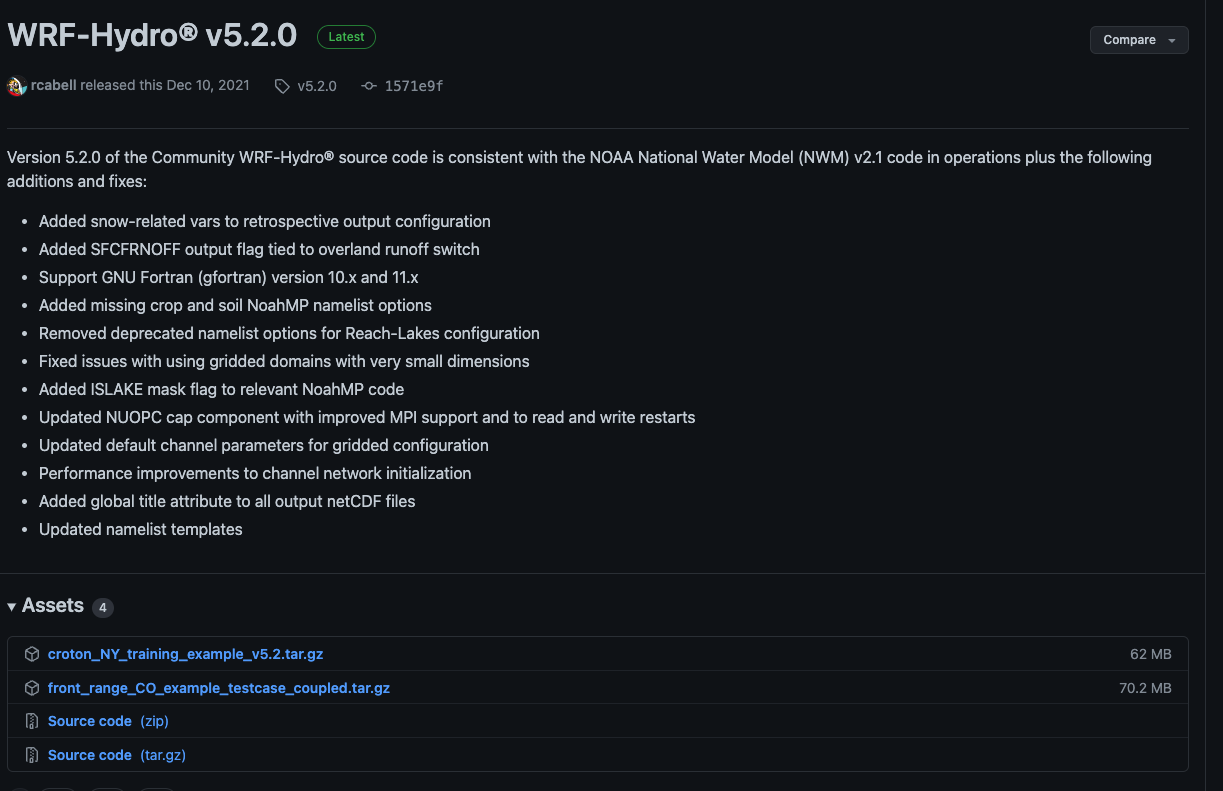 WRF-Hydro® v5.2.0 Latest
Compare
rcabell released this Dec 10, 2021 v5.2.0 1571e9f
Version 5.2.0 of the Community WRF-Hydro® source code is consistent with the NOAA National Water Model (NWM) v2.1 code in operations plus the following
additions and fixes:
• Added snow-related vars to retrospective output configuration
• Added SFCFRNOFF output flag tied to overland runoff switch
• Support GNU Fortran (gfortran) version 10.x and 11.x
• Added missing crop and soil NoahMP namelist options
• Removed deprecated namelist options for Reach-Lakes configuration
• Fixed issues with using gridded domains with very small dimensions
• Added ISLAKE mask flag to relevant NoahMP code
• Updated NUOPC cap component with improved MPI support and to read and write restarts
• Updated default channel parameters for gridded configuration
• Performance improvements to channel network initialization
• Added global title attribute to all output netCDF files
• Updated namelist templates
Assets 4
croton_NY_training_example_v5.2.tar.gz 62 MB
front_range_CO_example_testcase_coupled.tar.gz 70.2 MB
Source code (zip)
Source code (tar.gz)